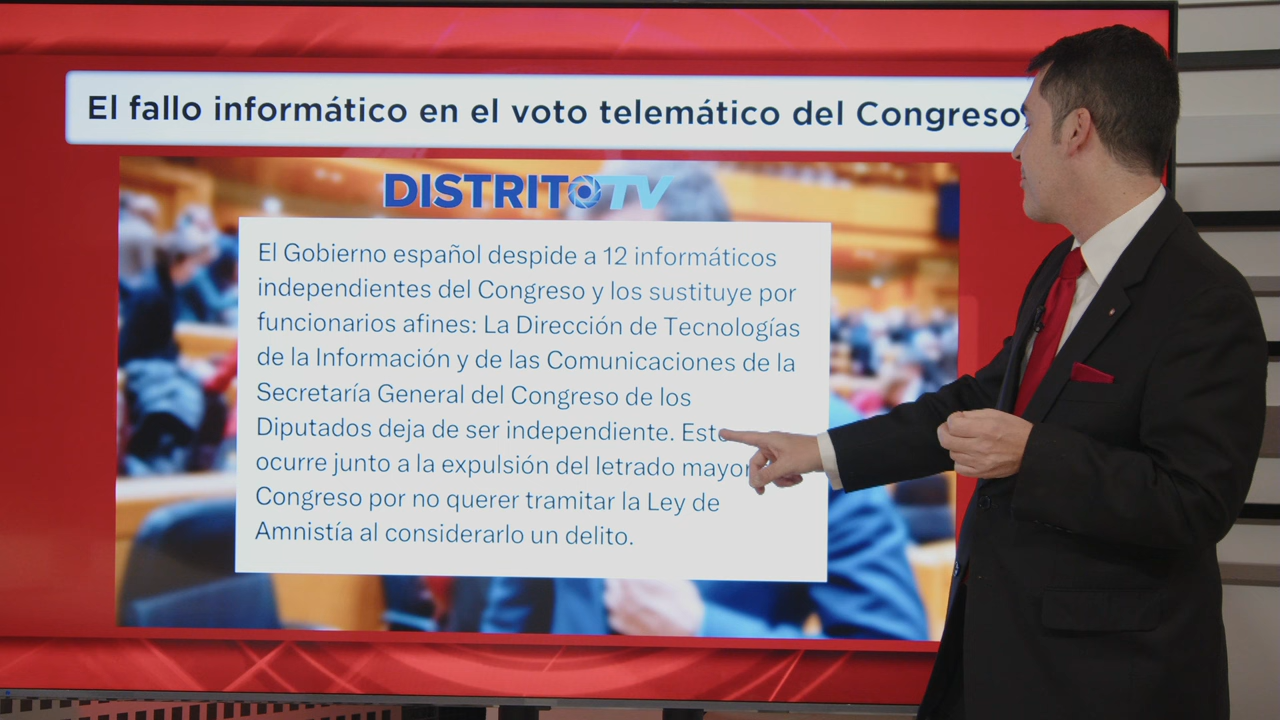 El fallo informático en el voto telemático del Congreso
DISTRITOTV
El Gobierno español despide a 12 informáticos
independientes del Congreso y los sustituye por
funcionarios afines: La Dirección de Tecnologías
de la Información y de las Comunicaciones de la
Secretaría General del Congreso de los
Diputados deja de ser independiente. Esto
ocurre junto a la expulsión del letrado mayor
Congreso por no querer tramitar la Ley de
Amnistía al considerarlo un delito.